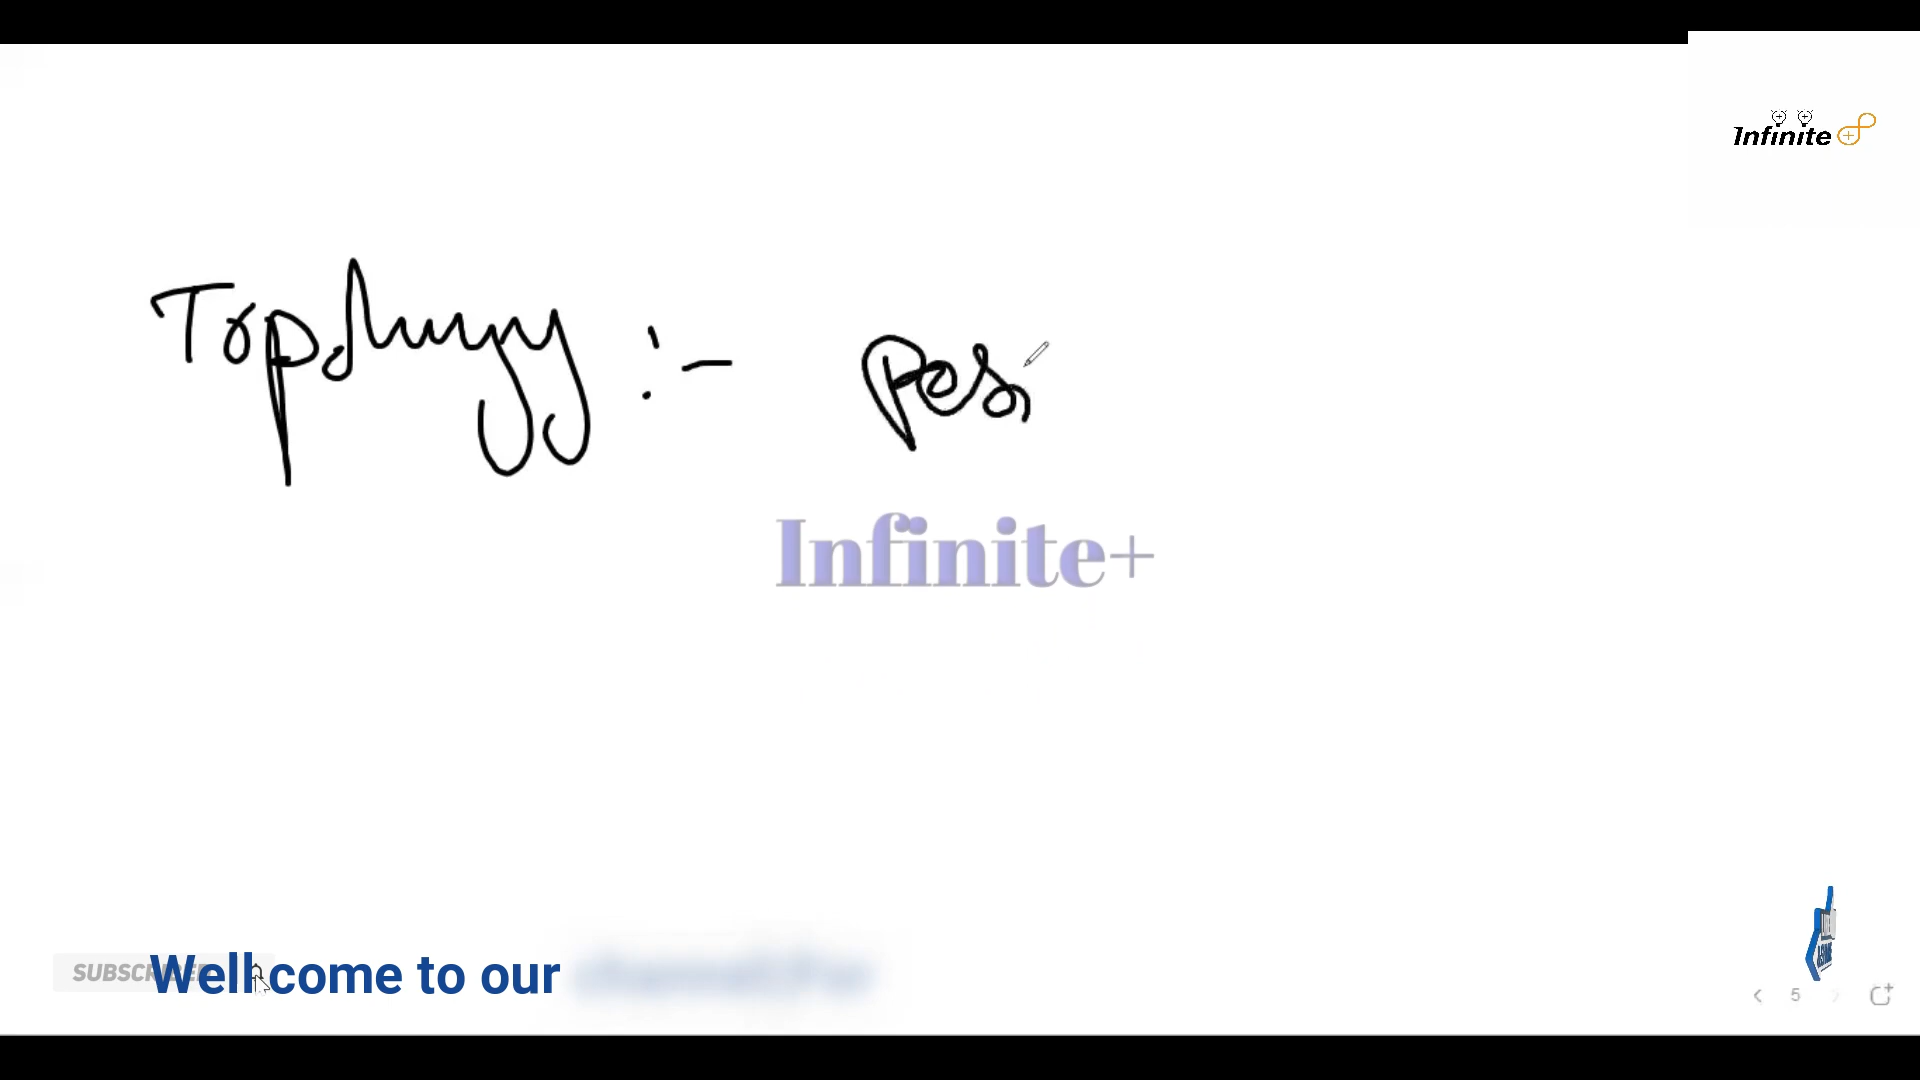 Infinite
Topology :- Pes
Infinite+
SUBSCRIBE
Wellcome to our
5